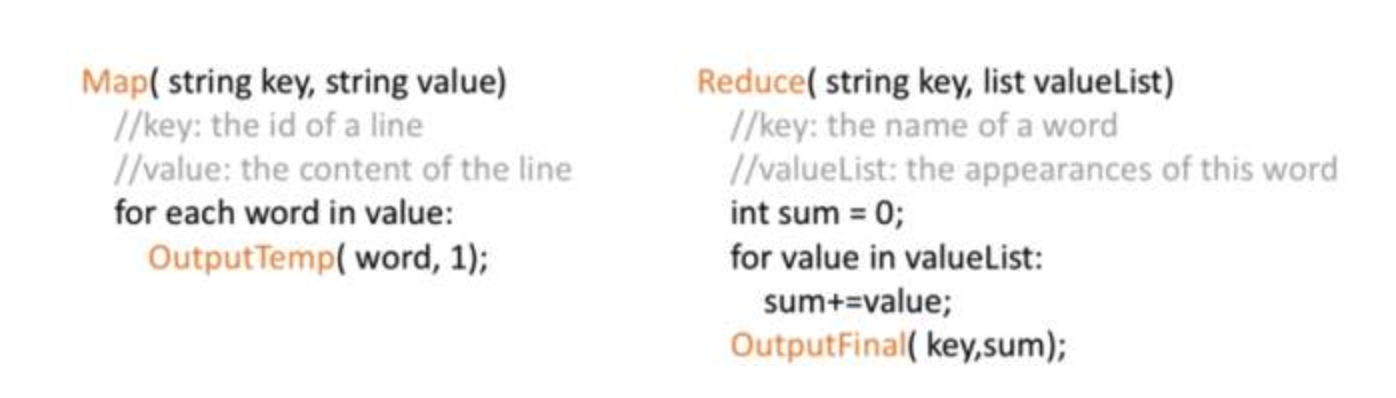 Map( string key, string value)
//key: the id of a line
//value: the content of the line
for each word in value:
OutputTemp( word, 1);
Reduce( string key, list valueList)
//key: the name of a word
//valueList: the appearances of this word
int sum = 0;
for value in valueList:
sum+=value;
OutputFinal( key,sum);